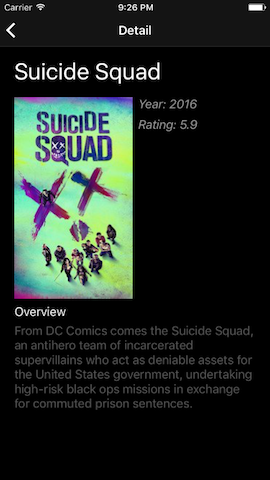 Carrier 9:26 PM
Detail
Suicide Squad
SUICIDE
SQUAD
Year: 2016
Rating: 5.9
Overview
From DC Comics comes the Suicide Squad,
an antihero team of incarcerated
supervillains who act as deniable assets for
the United States government, undertaking
high-risk black ops missions in exchange
for commuted prison sentences.